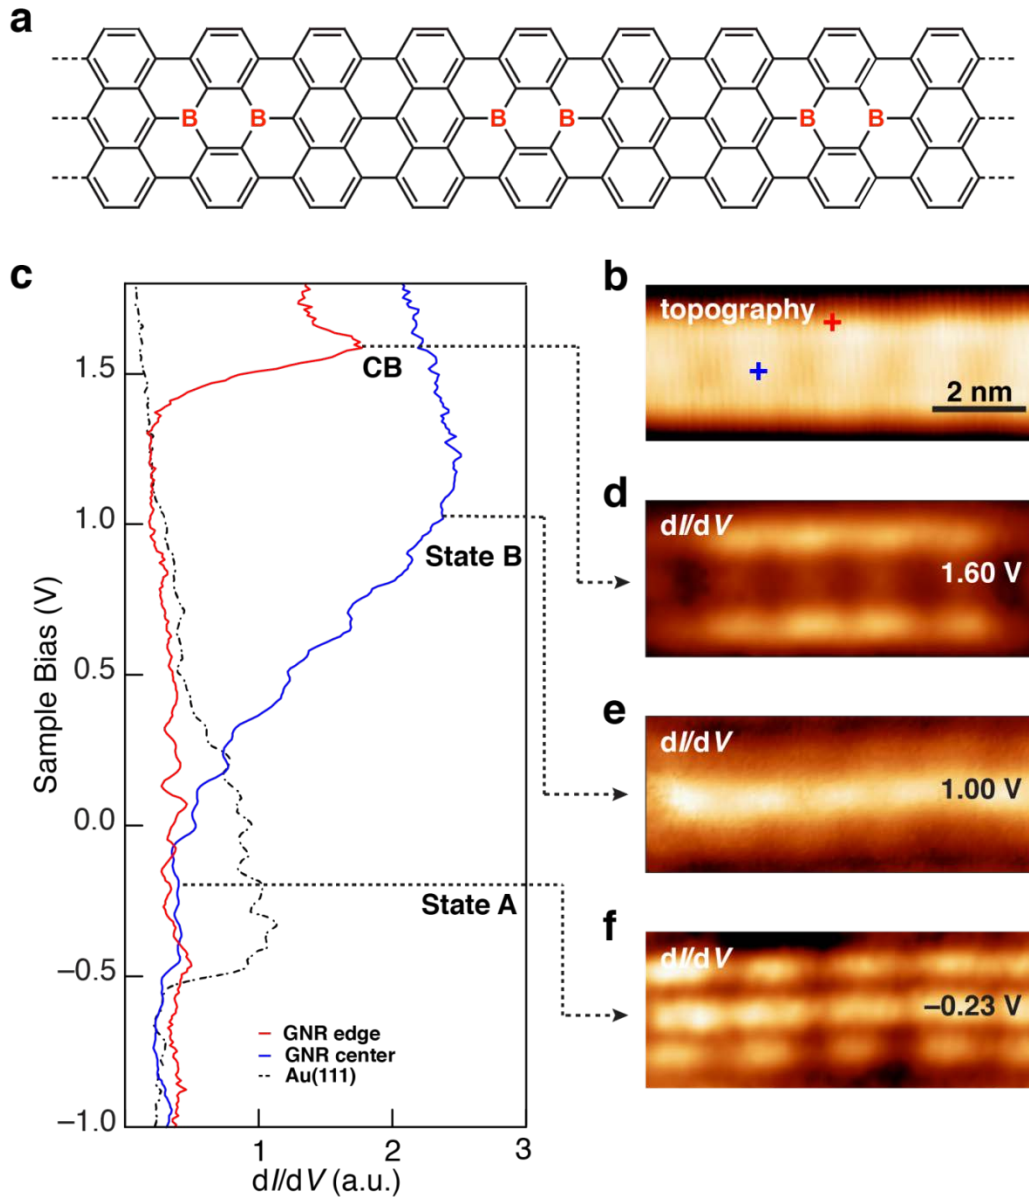 a
B B B B B B
c
b
topography
2 nm
CB
d
dI/dV
1.60 V
State B
e
dI/dV
1.00 V
State A
f
dI/dV
−0.23 V
Sample Bias (V)
1.5
1.0
0.5
0.0
−0.5
−1.0
GNR edge
GNR center
Au(111)
1 2 3
dI/dV (a.u.)